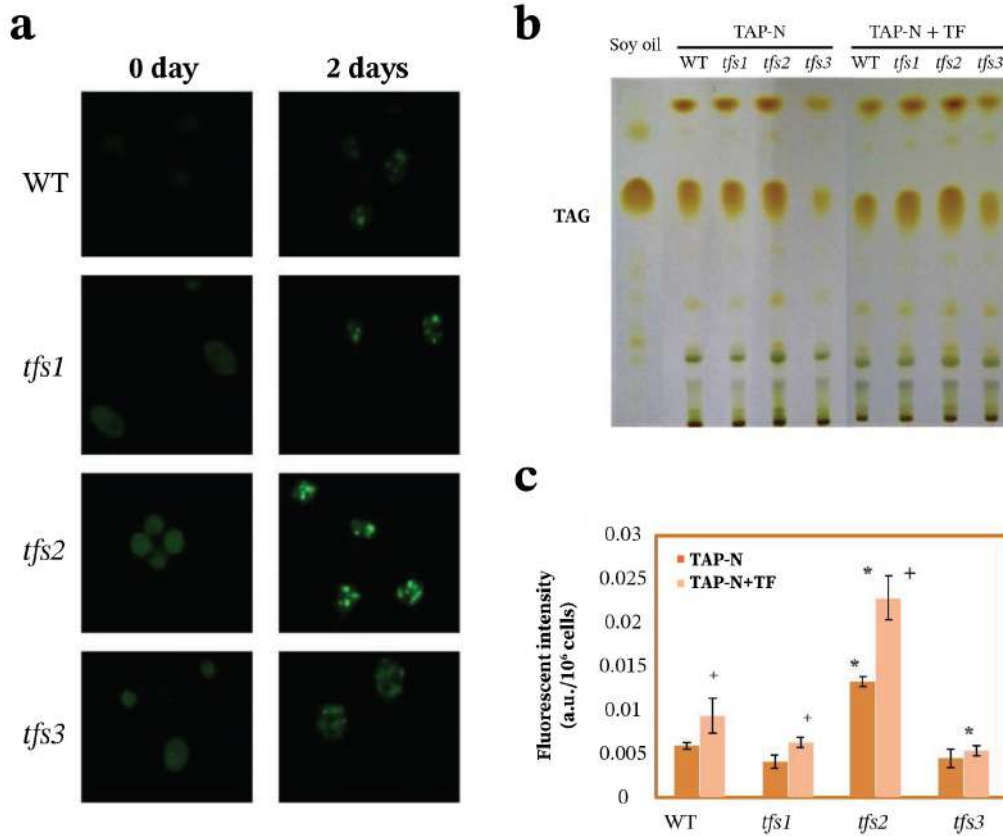 a
0 day 2 days
WT
tfs1
tfs2
tfs3
b
Soy oil TAP-N TAP-N + TF
WT tfs1 tfs2 tfs3 WT tfs1 tfs2 tfs3
TAG
c
Fluorescent intensity
(a.u./10⁶ cells)
0.03
0.025
0.02
0.015
0.01
0.005
0
TAP-N
TAP-N+TF
+ + * * + *
WT tfs1 tfs2 tfs3